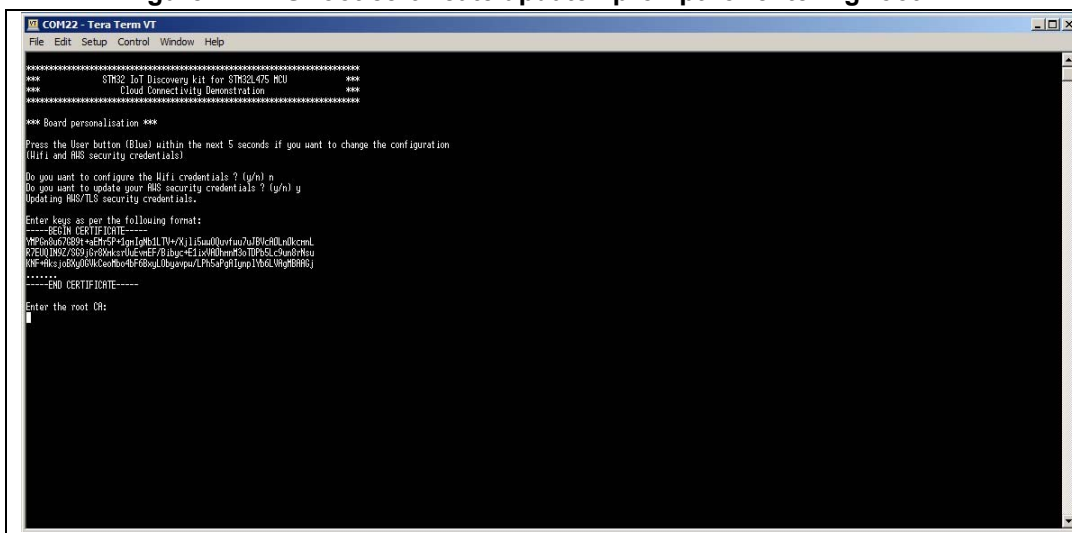 COM22 - Tera Term VT
File Edit Setup Control Window Help
************************************************************************
*** STM32 IoT Discovery kit for STM32L475 MCU ***
*** Cloud Connectivity Demonstration ***
************************************************************************
*** Board personalisation ***
Press the User button (Blue) within the next 5 seconds if you want to change the configuration
(Wifi and AWS security credentials)
Do you want to configure the Wifi credentials ? (y/n) n
Do you want to update your AWS security credentials ? (y/n) y
Updating AWS/TLS security credentials.
Enter keys as per the following format:
-----BEGIN CERTIFICATE-----
.......
-----END CERTIFICATE-----
Enter the root CA: